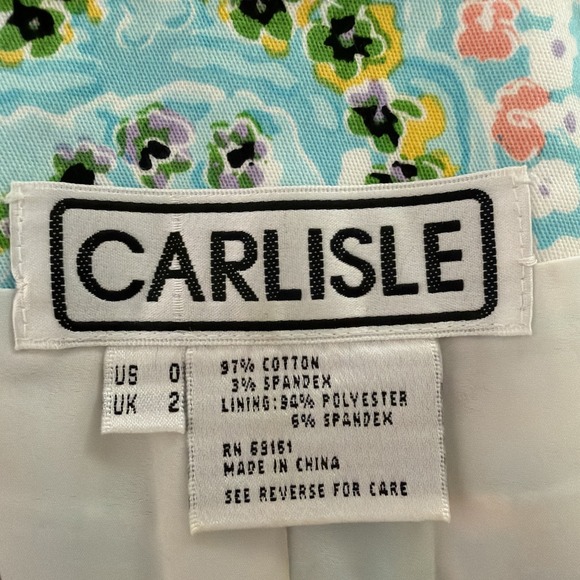 CARLISLE
US 0
UK 2
97% COTTON
3% SPANDEX
LINING: 94% POLYESTER
6% SPANDEX
RN 69161
MADE IN CHINA
SEE REVERSE FOR CARE